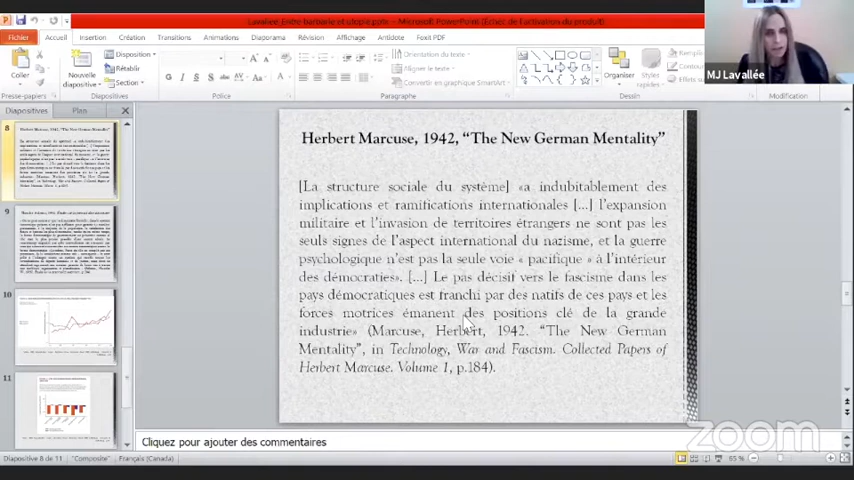 Lavallée_Entre barbarie et utopie.pptx - Microsoft PowerPoint (Échec de l'activation du produit)
Fichier Accueil Insertion Création Transitions Animations Diaporama Révision Affichage Antidote Foxit PDF
Coller
Nouvelle diapositive
Disposition
Rétablir
Section
G I S
Orientation du texte
Aligner le texte
Convertir en graphique SmartArt
Organiser
Styles rapides
Presse-papiers Diapositives Police Paragraphe Dessin Modification
MJ Lavallée
Diapositives Plan
8
9
10
11
Herbert Marcuse, 1942, “The New German Mentality”
[La structure sociale du système] «a indubitablement des
implications et ramifications internationales [...] l’expansion
militaire et l’invasion de territoires étrangers ne sont pas les
seuls signes de l’aspect international du nazisme, et la guerre
psychologique n’est pas la seule voie « pacifique » à l’intérieur
des démocraties». [...] Le pas décisif vers le fascisme dans les
pays démocratiques est franchi par des natifs de ces pays et les
forces motrices émanent des positions clé de la grande
industrie» (Marcuse, Herbert, 1942. “The New German
Mentality”, in Technology, War and Fascism. Collected Papers of
Herbert Marcuse. Volume 1, p.184).
zoom
Cliquez pour ajouter des commentaires
Diapositive 8 de 11 "Composite" Français (Canada) 65 %